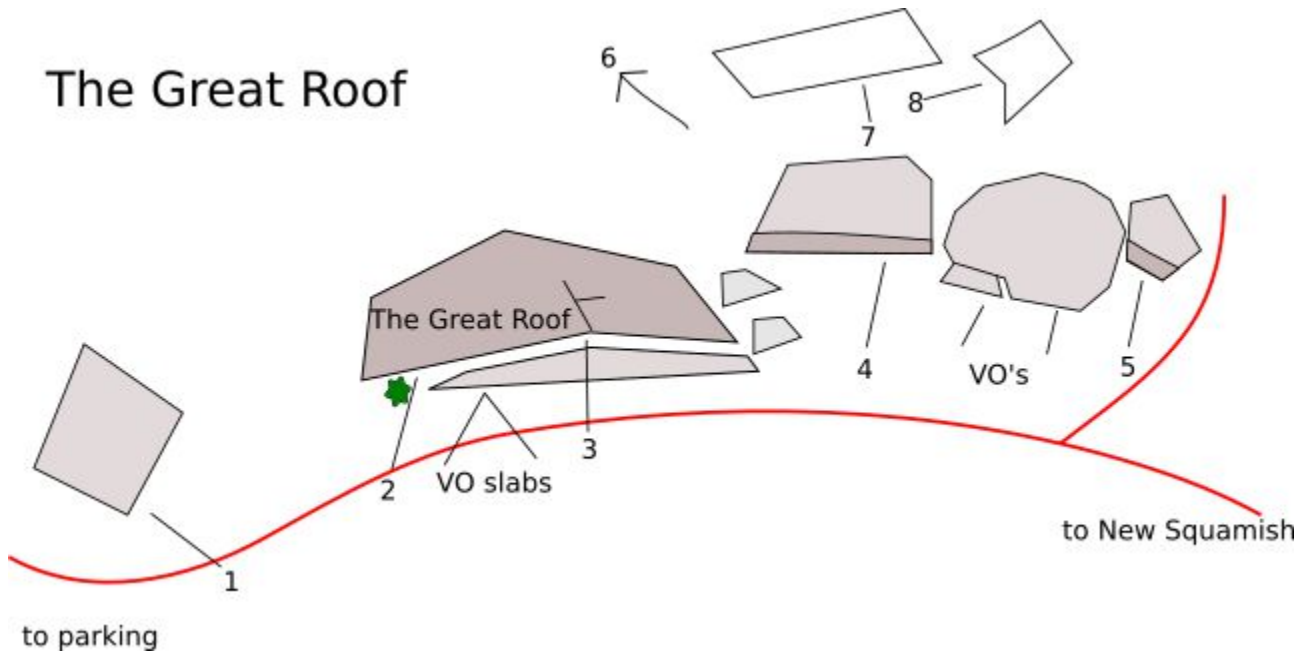 The Great Roof
6
7
8
The Great Roof
4
VO's
5
3
2
VO slabs
1
to New Squamish
to parking